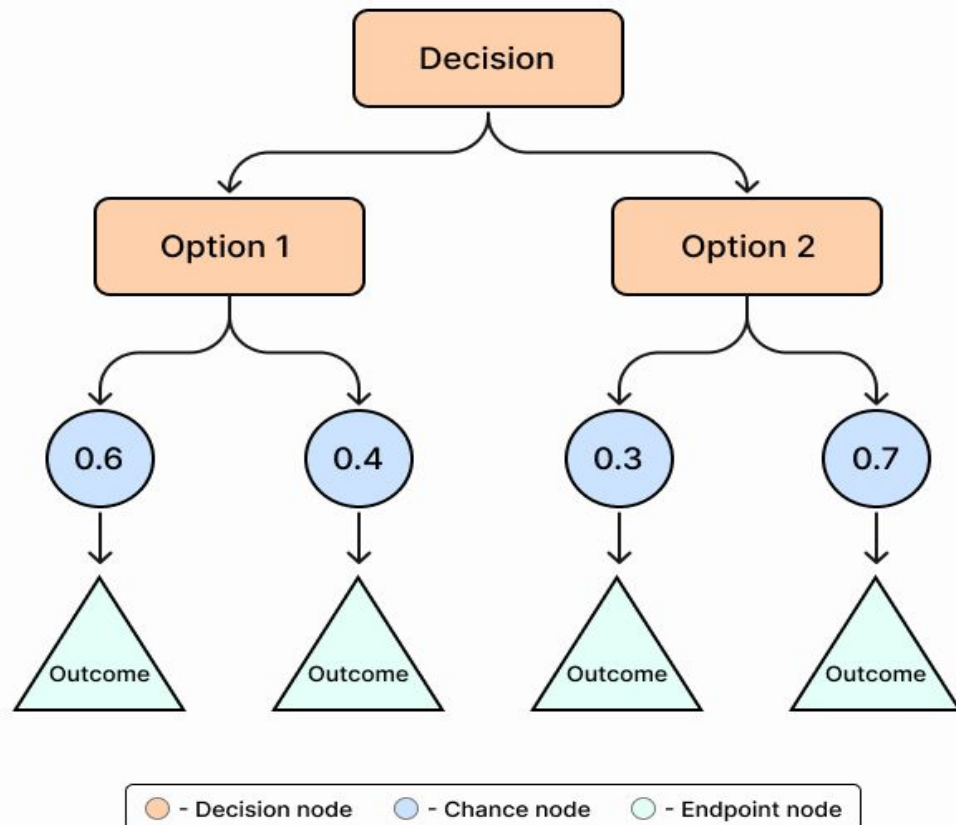 Decision
Option 1
Option 2
0.6
0.4
0.3
0.7
Outcome
Outcome
Outcome
Outcome
- Decision node - Chance node - Endpoint node